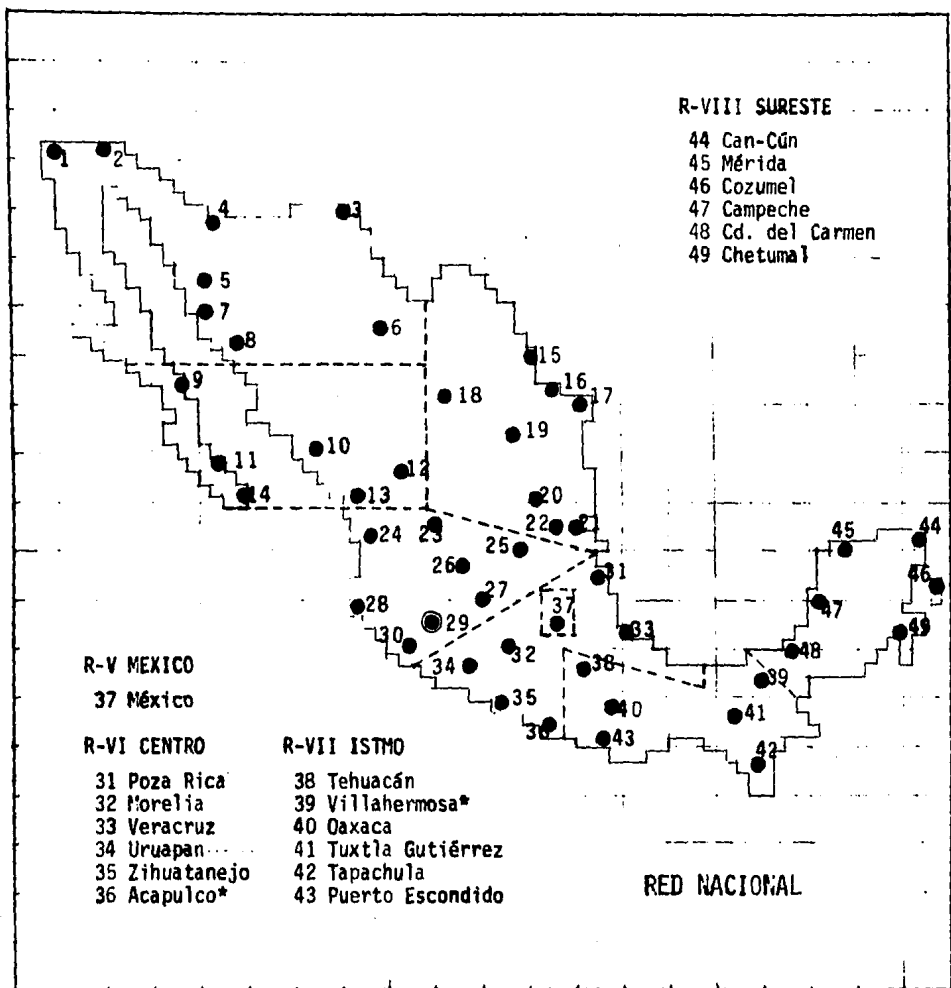 R-VIII SURESTE
44 Can-Cún
45 Mérida
46 Cozumel
47 Campeche
48 Cd. del Carmen
49 Chetumal
1
2
3
4
5
6
7
8
9
10
11
12
13
14
15
16
17
18
19
20
21
22
23
24
25
26
27
28
29
30
31
32
33
34
35
36
37
38
39
40
41
42
43
44
45
46
47
48
49
R-V MEXICO
37 México
R-VI CENTRO
31 Poza Rica
32 Morelia
33 Veracruz
34 Uruapan
35 Zihuatanejo
36 Acapulco*
R-VII ISTMO
38 Tehuacán
39 Villahermosa*
40 Oaxaca
41 Tuxtla Gutiérrez
42 Tapachula
43 Puerto Escondido
RED NACIONAL